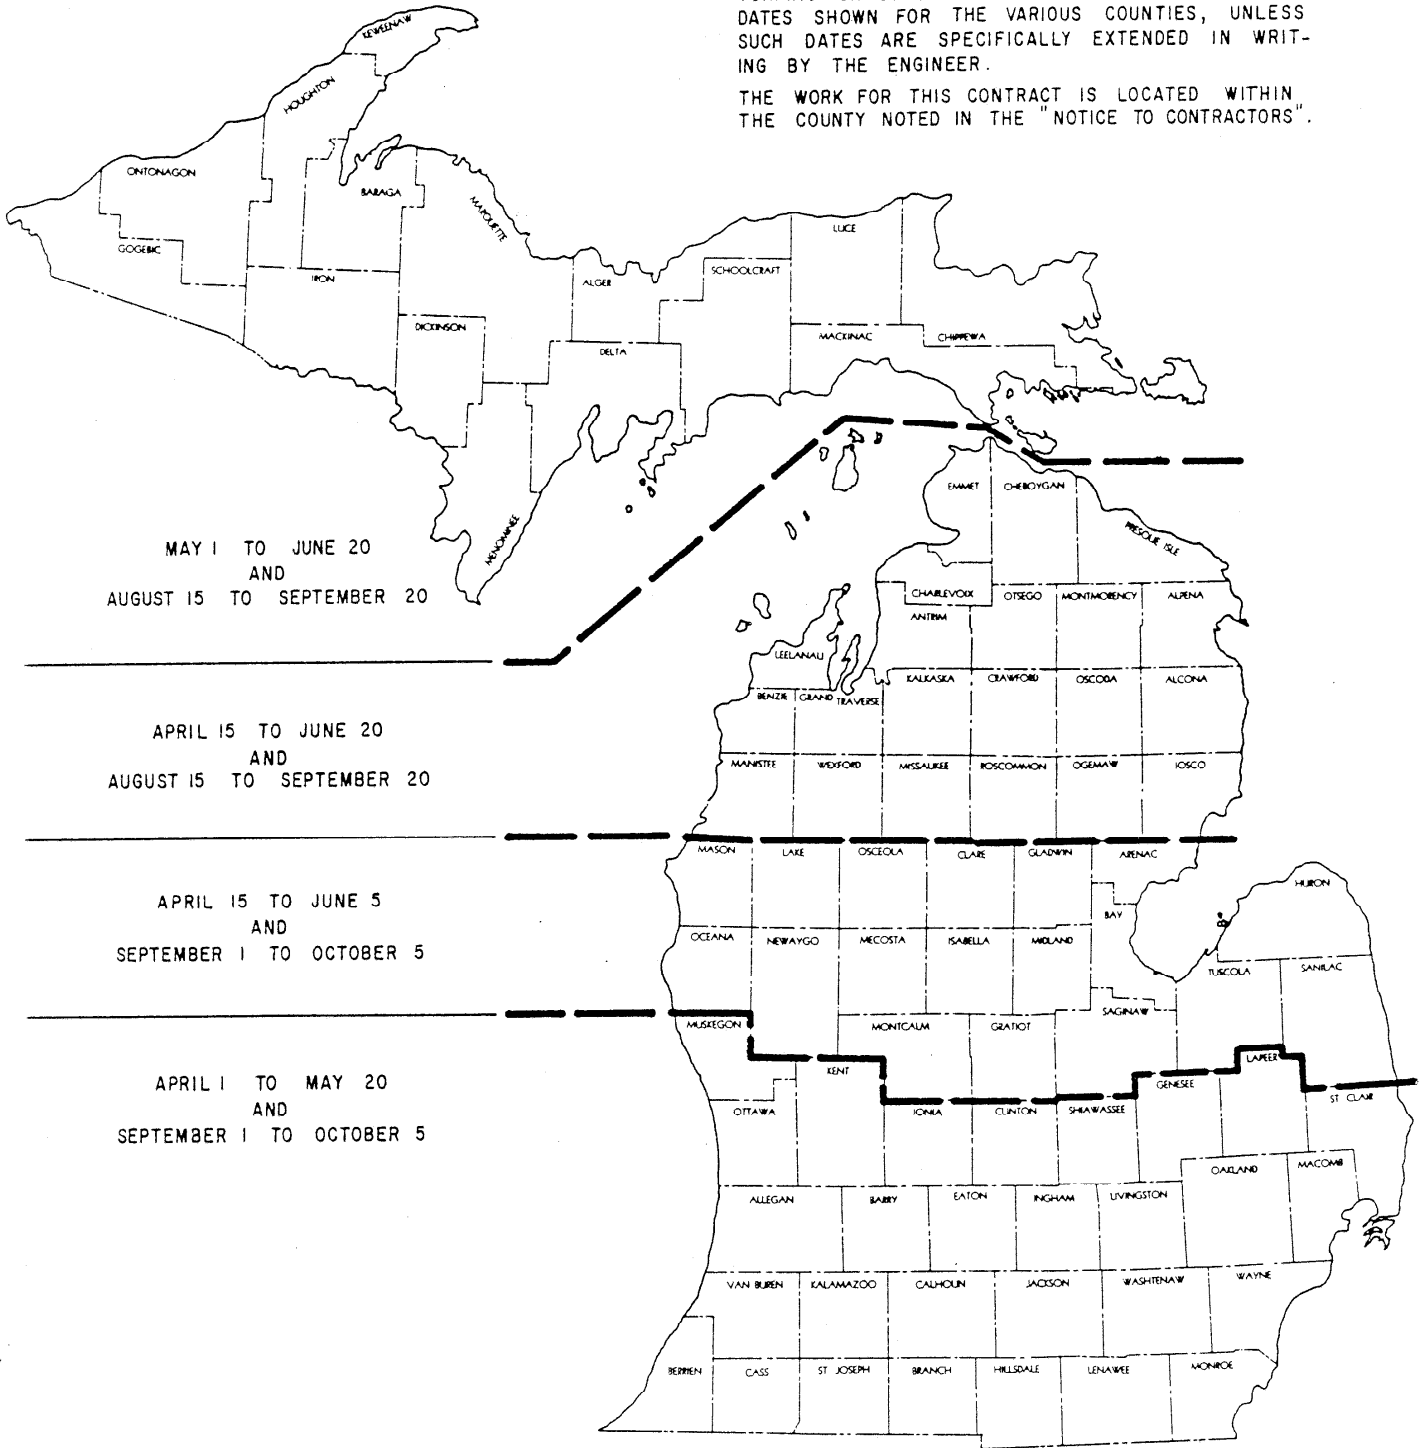 DATES SHOWN FOR THE VARIOUS COUNTIES, UNLESS
SUCH DATES ARE SPECIFICALLY EXTENDED IN WRIT-
ING BY THE ENGINEER.
THE WORK FOR THIS CONTRACT IS LOCATED WITHIN
THE COUNTY NOTED IN THE "NOTICE TO CONTRACTORS".
KEWEENAW
HOUGHTON
ONTONAGON
BARAGA
MARQUETTE
GOGEBIC
IRON
LUCE
SCHOOLCRAFT
ALGER
DICKINSON
DELTA
MACKINAC
CHIPPEWA
MENOMINEE
EMMET
CHEBOYGAN
PRESQUE ISLE
MAY 1 TO JUNE 20
AND
AUGUST 15 TO SEPTEMBER 20
CHARLEVOIX
OTSEGO
MONTMORENCY
ALPENA
ANTRIM
LEELANAU
KALKASKA
CRAWFORD
OSCODA
ALCONA
BENZIE
GRAND
TRAVERSE
APRIL 15 TO JUNE 20
AND
AUGUST 15 TO SEPTEMBER 20
MANISTEE
WEXFORD
MISSAUKEE
ROSCOMMON
OGEMAW
IOSCO
MASON
LAKE
OSCEOLA
CLARE
GLADWIN
ARENAC
HURON
APRIL 15 TO JUNE 5
AND
SEPTEMBER 1 TO OCTOBER 5
BAY
OCEANA
NEWAYGO
MECOSTA
ISABELLA
MIDLAND
TUSCOLA
SANILAC
SAGINAW
MUSKEGON
MONTCALM
GRATIOT
KENT
LAPEER
GENESEE
ST CLAIR
APRIL 1 TO MAY 20
AND
SEPTEMBER 1 TO OCTOBER 5
OTTAWA
IONIA
CLINTON
SHIAWASSEE
OAKLAND
MACOMB
ALLEGAN
BARRY
EATON
INGHAM
LIVINGSTON
VAN BUREN
KALAMAZOO
CALHOUN
JACKSON
WASHTENAW
WAYNE
BERRIEN
CASS
ST JOSEPH
BRANCH
HILLSDALE
LENAWEE
MONROE